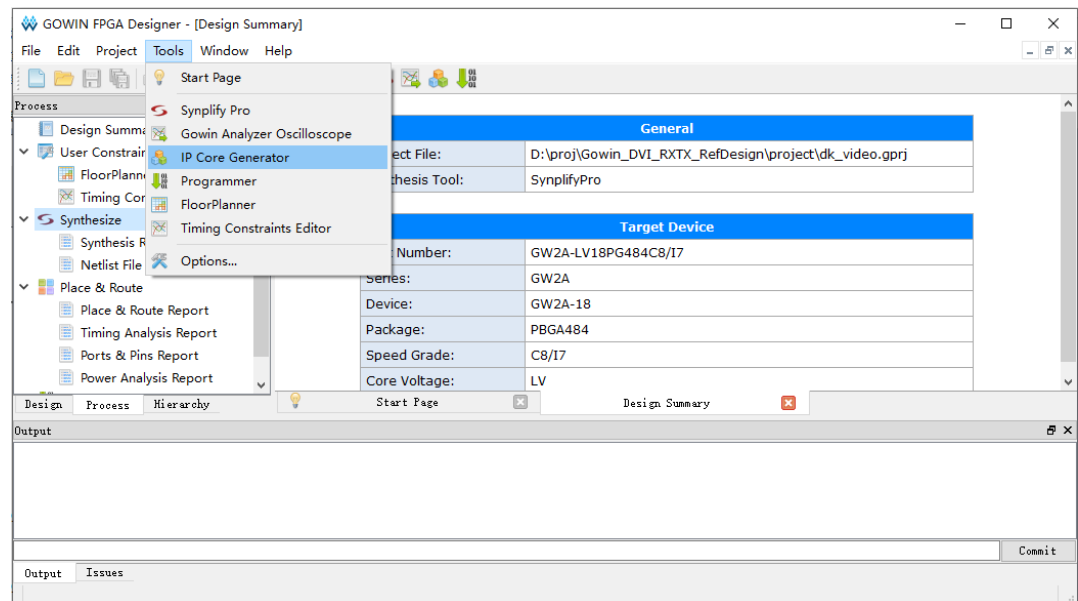 GOWIN FPGA Designer - [Design Summary]
File Edit Project Tools Window Help
Start Page
Synplify Pro
Gowin Analyzer Oscilloscope
IP Core Generator
Programmer
FloorPlanner
Timing Constraints Editor
Options...
Process
Design Summa
User Constrain
FloorPlann
Timing Con
Synthesize
Synthesis R
Netlist File
Place & Route
Place & Route Report
Timing Analysis Report
Ports & Pins Report
Power Analysis Report
Design Process Hierarchy
General
ect File: D:\proj\Gowin_DVI_RXTX_RefDesign\project\dk_video.gprj
thesis Tool: SynplifyPro
Target Device
Number: GW2A-LV18PG484C8/I7
Series: GW2A
Device: GW2A-18
Package: PBGA484
Speed Grade: C8/I7
Core Voltage: LV
Start Page Design Summary
Output
Commit
Output Issues